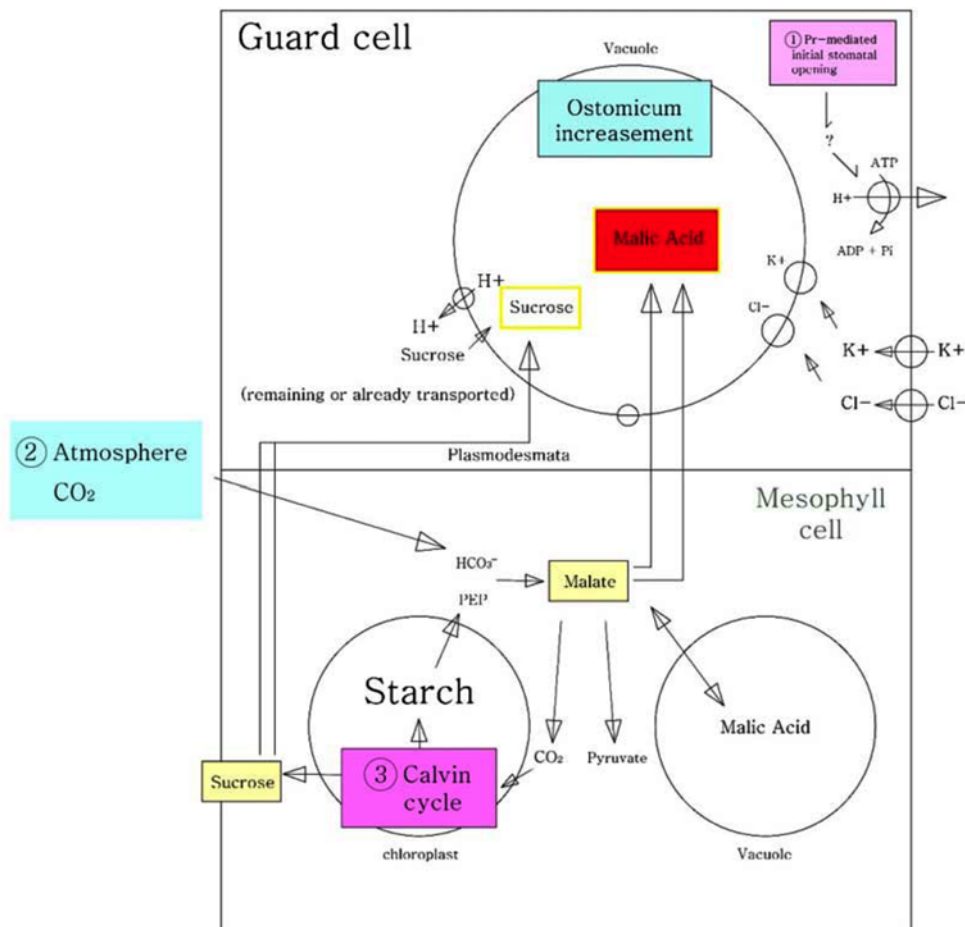 Guard cell
Vacuole
① Pr-mediated
initial stomatal
opening
Ostomicum
increasement
?
ATP
H+
ADP + Pi
Malic Acid
K+
H+
Sucrose
Cl-
H+
Sucrose
K+
K+
(remaining or already transported)
Cl-
Cl-
② Atmosphere
CO₂
Plasmodesmata
Mesophyll
cell
HCO₃⁻
Malate
PEP
Starch
Malic Acid
CO₂
Pyruvate
Sucrose
③ Calvin
cycle
chloroplast
Vacuole